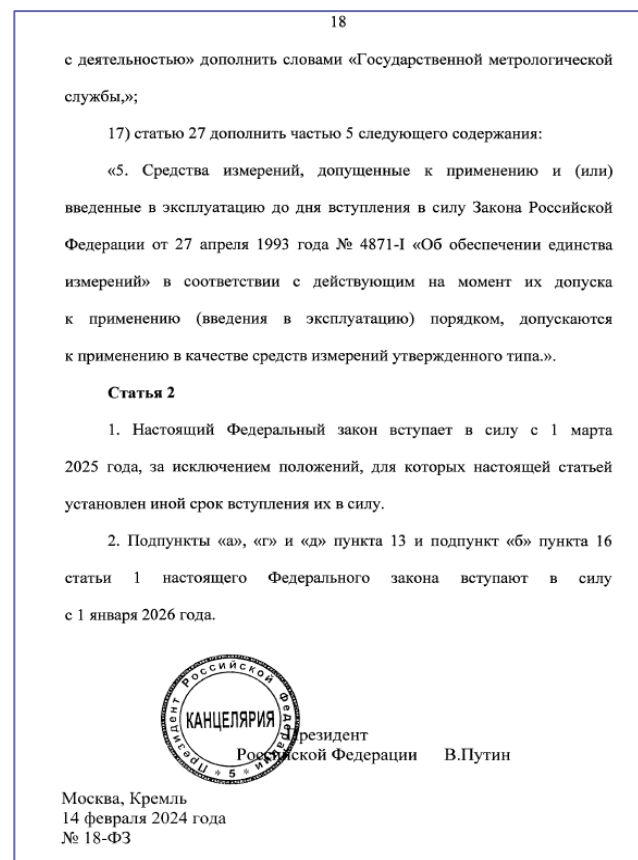 18
с деятельностью» дополнить словами «Государственной метрологической
службы,»;
17) статью 27 дополнить частью 5 следующего содержания:
«5. Средства измерений, допущенные к применению и (или)
введенные в эксплуатацию до дня вступления в силу Закона Российской
Федерации от 27 апреля 1993 года № 4871-I «Об обеспечении единства
измерений» в соответствии с действующим на момент их допуска
к применению (введения в эксплуатацию) порядком, допускаются
к применению в качестве средств измерений утвержденного типа.».
Статья 2
1. Настоящий Федеральный закон вступает в силу с 1 марта
2025 года, за исключением положений, для которых настоящей статьей
установлен иной срок вступления их в силу.
2. Подпункты «а», «г» и «д» пункта 13 и подпункт «б» пункта 16
статьи 1 настоящего Федерального закона вступают в силу
с 1 января 2026 года.
Президент Российской Федерации
КАНЦЕЛЯРИЯ
* 5 *
Президент
Российской Федерации В.Путин
Москва, Кремль
14 февраля 2024 года
№ 18-ФЗ